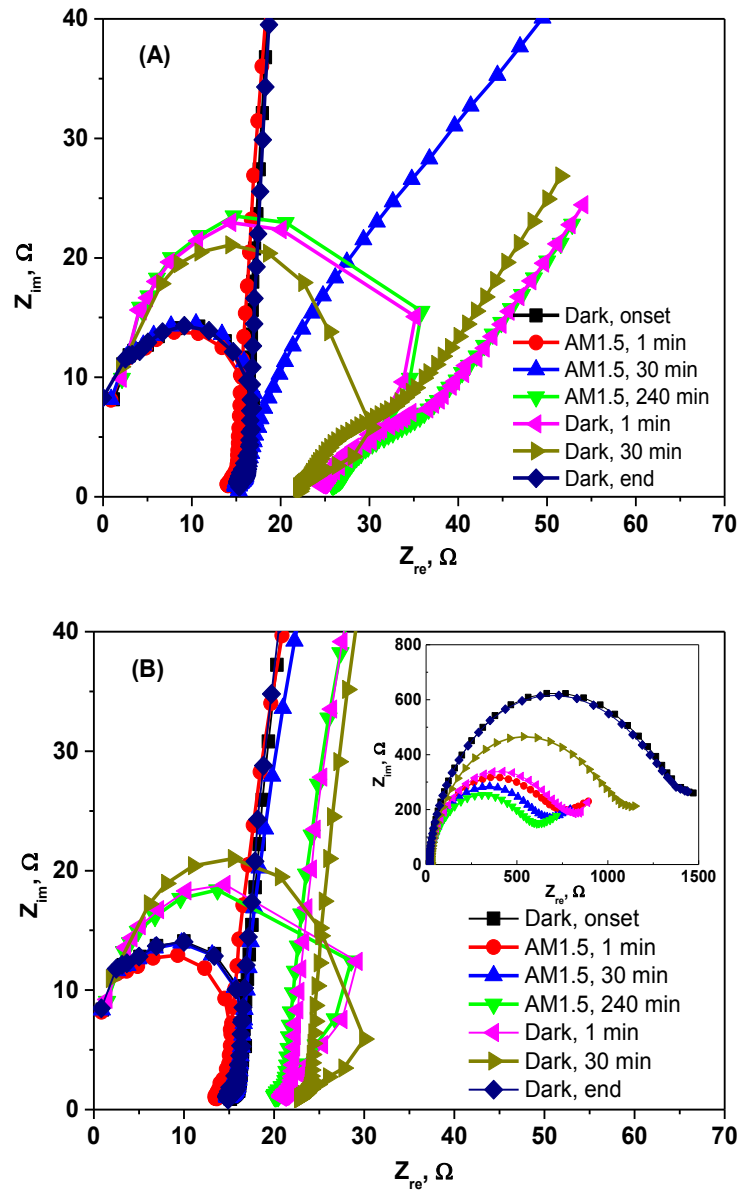 (A)
40
30
20
10
0
Z_im, Ω
0 10 20 30 40 50 60 70
Z_re, Ω
Dark, onset
AM1.5, 1 min
AM1.5, 30 min
AM1.5, 240 min
Dark, 1 min
Dark, 30 min
Dark, end
(B)
40
30
20
10
0
Z_im, Ω
800
600
400
200
0
Z_im, Ω
0 500 1000 1500
Z_re, Ω
Dark, onset
AM1.5, 1 min
AM1.5, 30 min
AM1.5, 240 min
Dark, 1 min
Dark, 30 min
Dark, end
0 10 20 30 40 50 60 70
Z_re, Ω